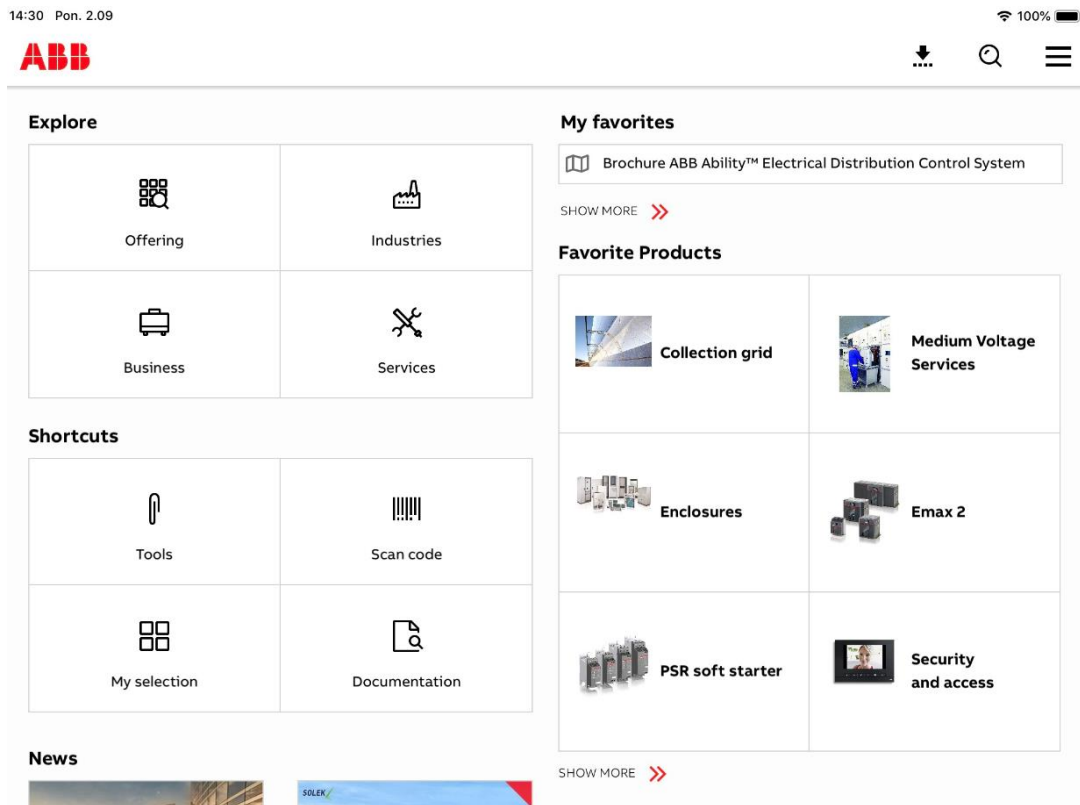 14:30 Pon. 2.09
100%
ABB
Explore
Offering
Industries
Business
Services
Shortcuts
Tools
Scan code
My selection
Documentation
News
SOLEK
My favorites
Brochure ABB Ability™ Electrical Distribution Control System
SHOW MORE
Favorite Products
Collection grid
Medium Voltage
Services
Enclosures
Emax 2
PSR soft starter
Security
and access
SHOW MORE